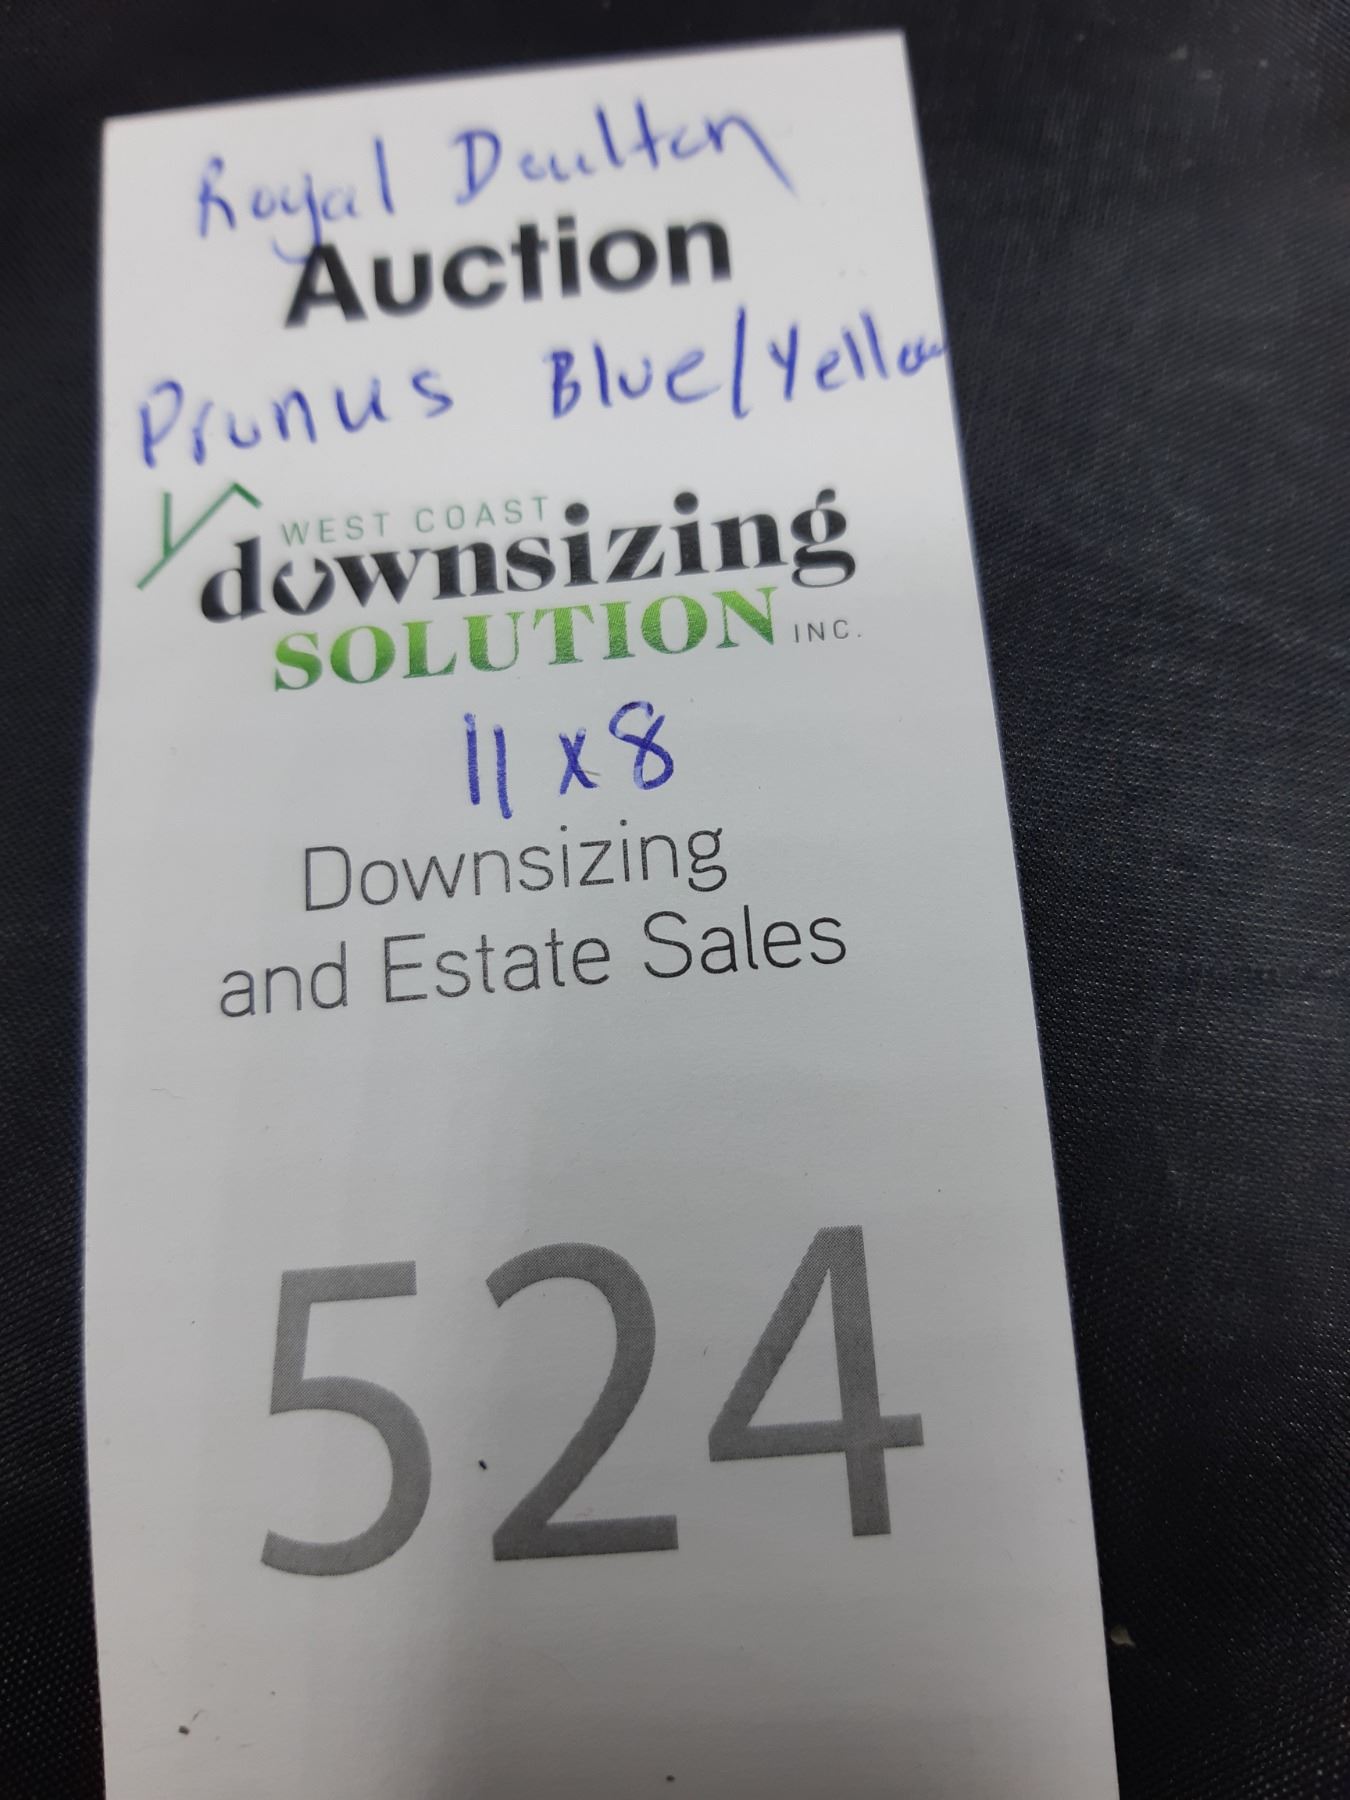 Royal Doulton
Auction
Prunus Blue/Yellow
WEST COAST
downsizing
SOLUTION INC.
11 x 8
Downsizing
and Estate Sales
524